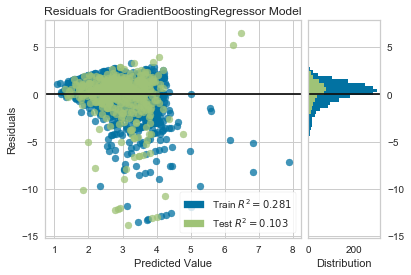 Residuals for GradientBoostingRegressor Model
5
0
−5
−10
−15
Residuals
1 2 3 4 5 6 7 8
Predicted Value
Train R² = 0.281
Test R² = 0.103
5
0
−5
−10
−15
0 200
Distribution